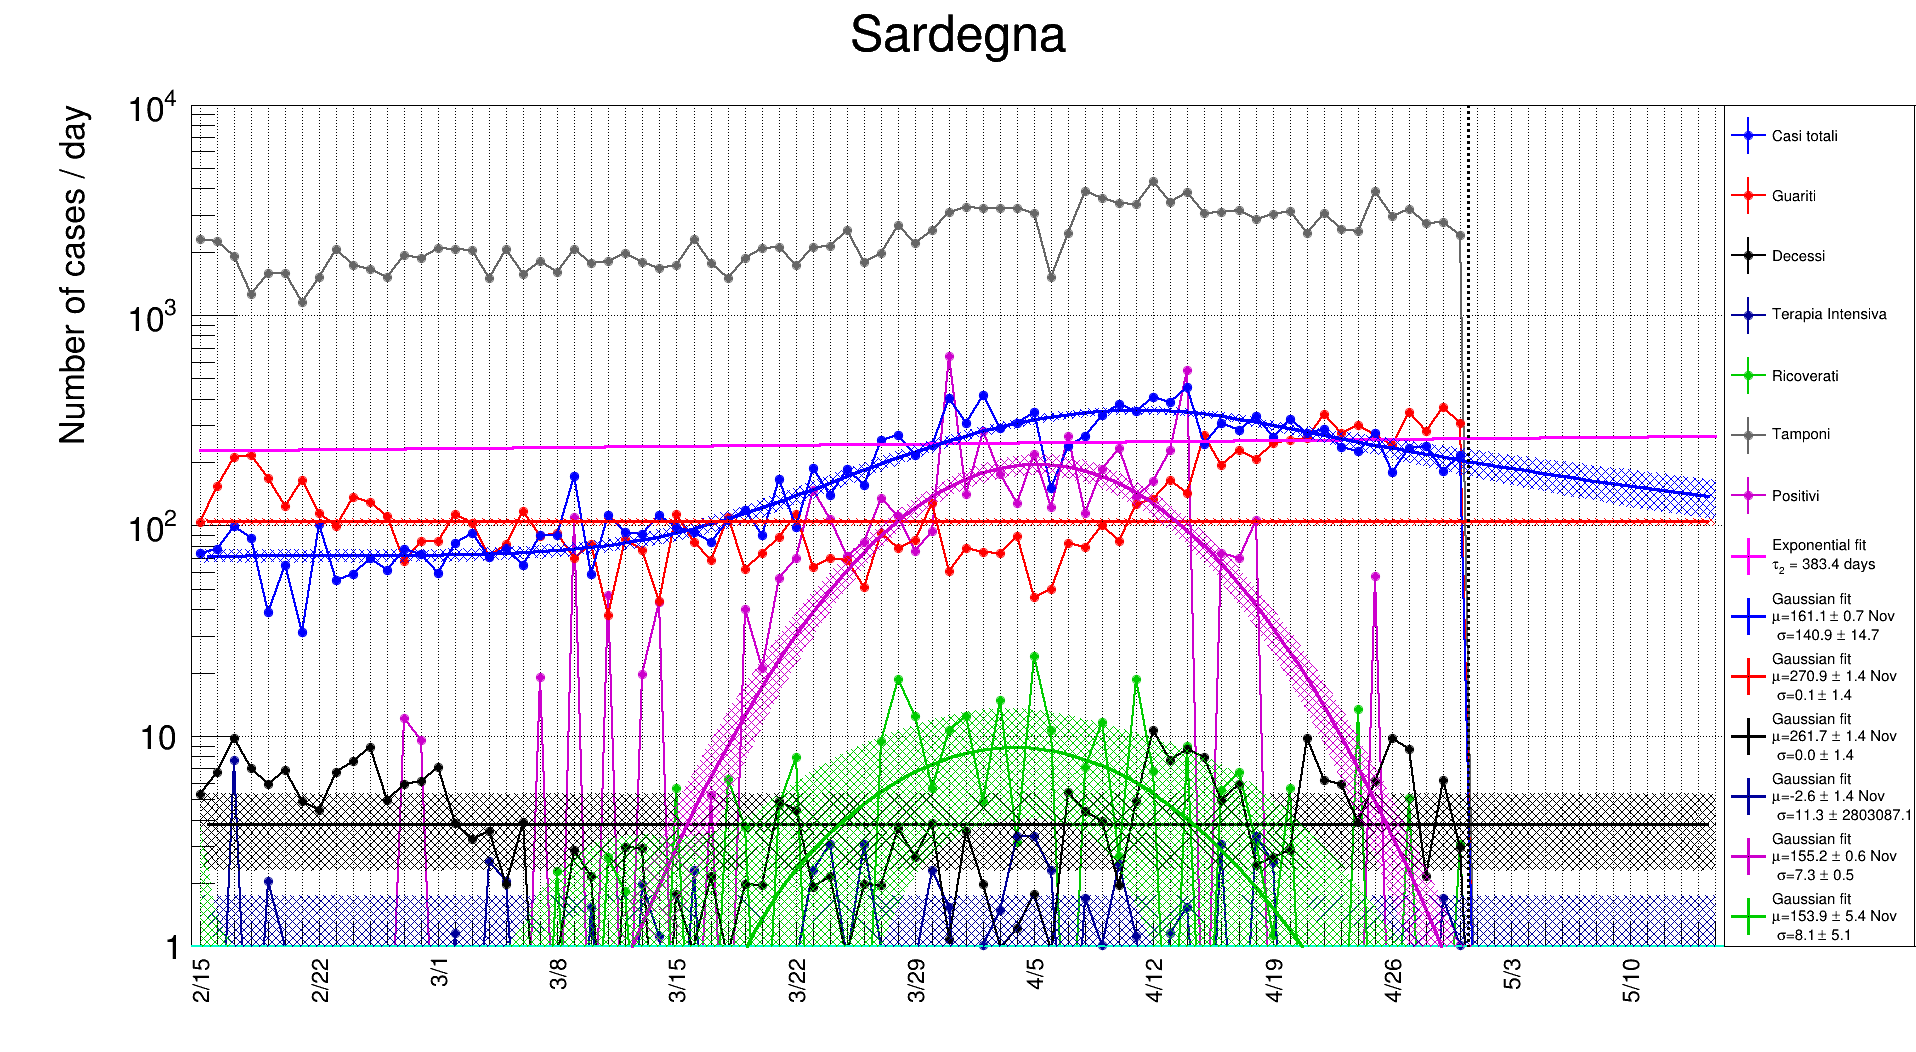 Sardegna
Number of cases / day
10⁴
10³
10²
10
1
2/15
2/22
3/1
3/8
3/15
3/22
3/29
4/5
4/12
4/19
4/26
5/3
5/10
Casi totali
Guariti
Decessi
Terapia Intensiva
Ricoverati
Tamponi
Positivi
Exponential fit
τ₂ = 383.4 days
Gaussian fit
μ=161.1 ± 0.7 Nov
σ=140.9 ± 14.7
Gaussian fit
μ=270.9 ± 1.4 Nov
σ=0.1 ± 1.4
Gaussian fit
μ=261.7 ± 1.4 Nov
σ=0.0 ± 1.4
Gaussian fit
μ=-2.6 ± 1.4 Nov
σ=11.3 ± 2803087.1
Gaussian fit
μ=155.2 ± 0.6 Nov
σ=7.3 ± 0.5
Gaussian fit
μ=153.9 ± 5.4 Nov
σ=8.1 ± 5.1